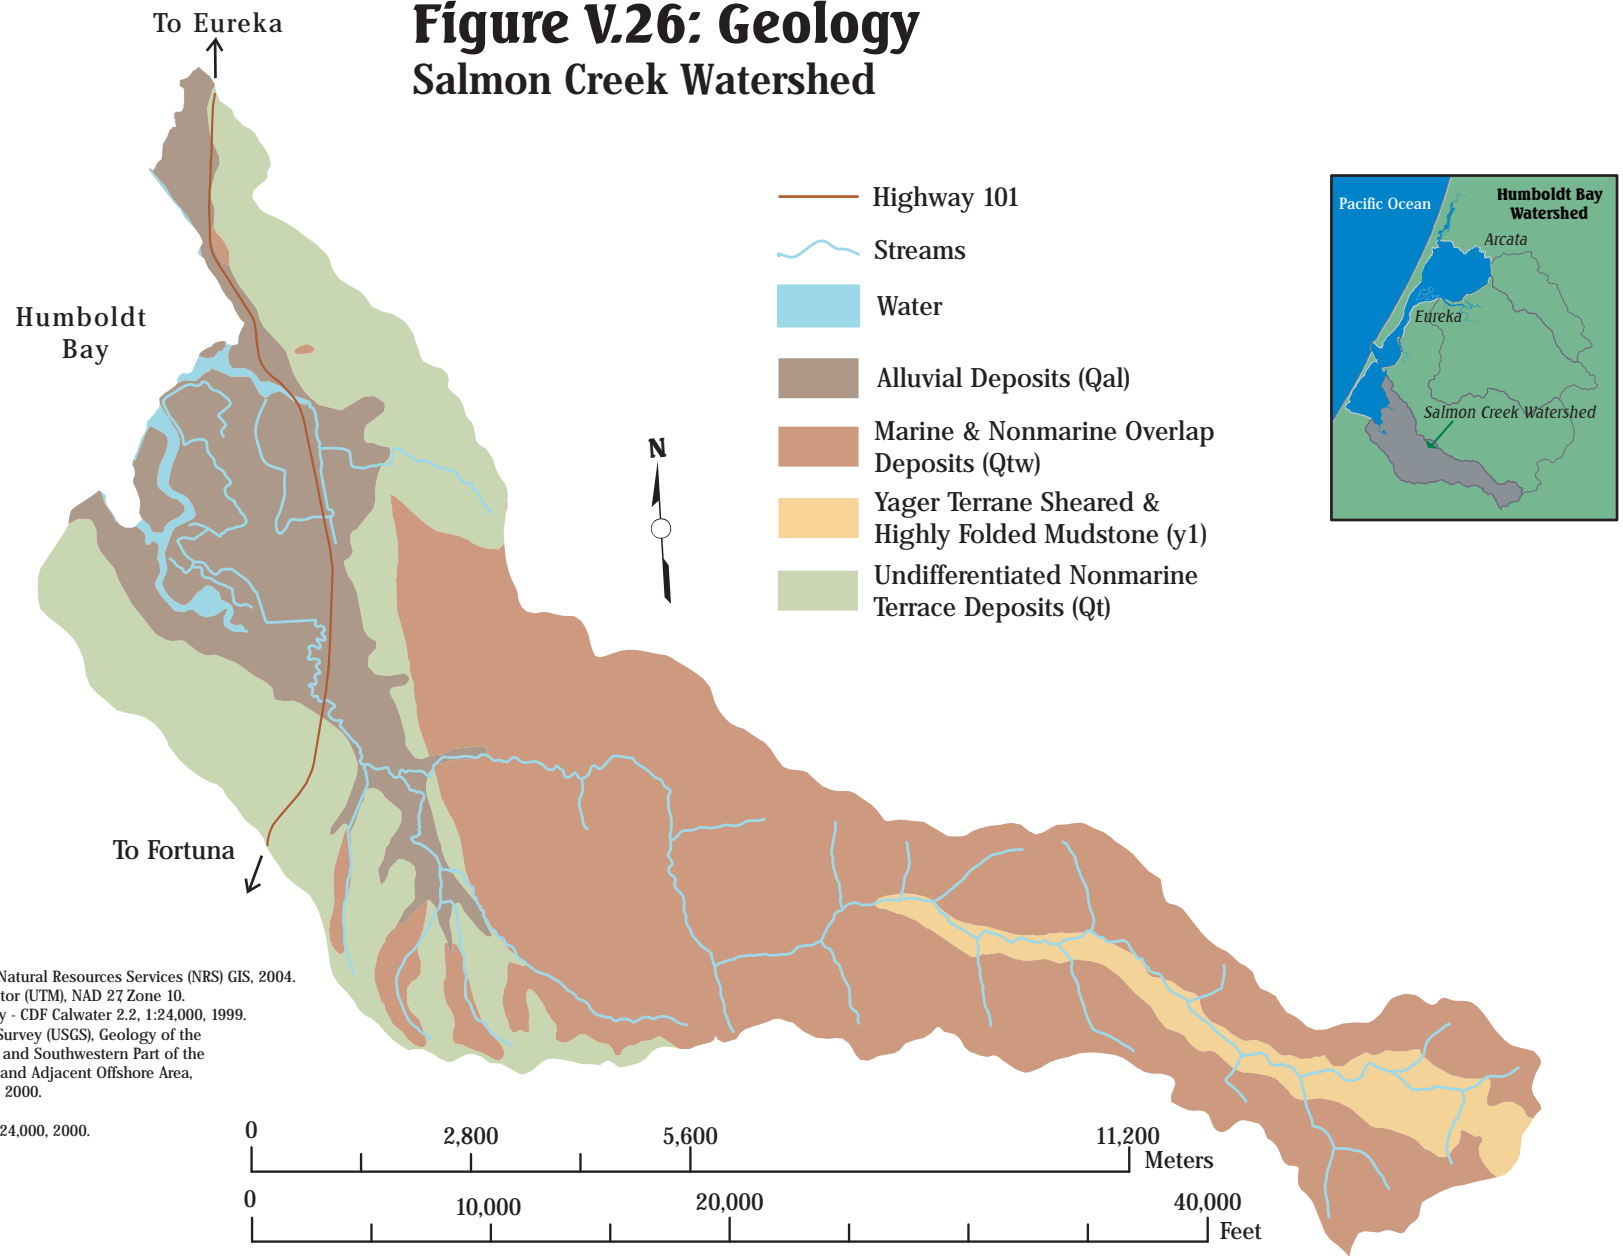 To Eureka
Figure V.26: Geology
Salmon Creek Watershed
Highway 101
Streams
Water
Alluvial Deposits (Qal)
Marine & Nonmarine Overlap
Deposits (Qtw)
Yager Terrane Sheared &
Highly Folded Mudstone (y1)
Undifferentiated Nonmarine
Terrace Deposits (Qt)
Humboldt
Bay
N
Pacific Ocean
Humboldt Bay
Watershed
Arcata
Eureka
Salmon Creek Watershed
To Fortuna
Natural Resources Services (NRS) GIS, 2004.
tor (UTM), NAD 27, Zone 10.
y - CDF Calwater 2.2, 1:24,000, 1999.
Survey (USGS), Geology of the
and Southwestern Part of the
and Adjacent Offshore Area,
2000.
24,000, 2000.
0 2,800 5,600 11,200
Meters
0 10,000 20,000 40,000
Feet